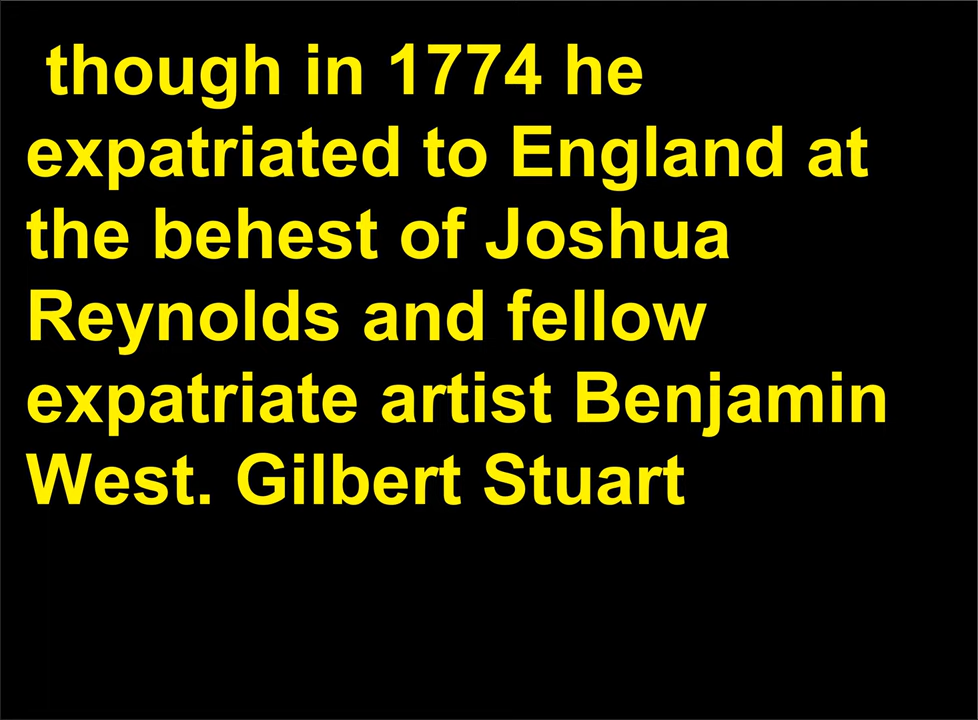 though in 1774 he
expatriated to England at
the behest of Joshua
Reynolds and fellow
expatriate artist Benjamin
West. Gilbert Stuart